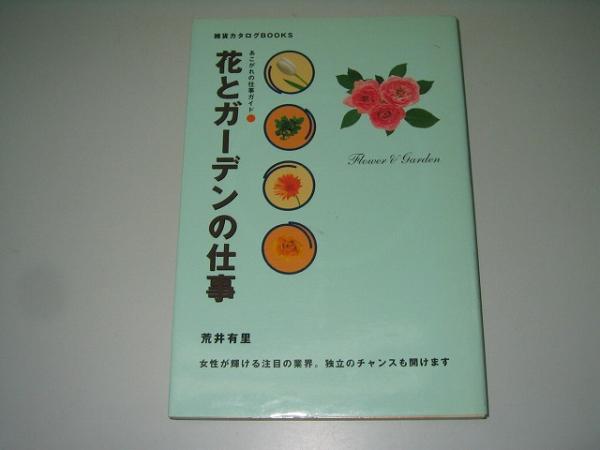 雑貨カタログBOOKS
あこがれの仕事ガイド
花とガーデンの仕事
Flower & Garden
荒井有里
女性が輝ける注目の業界。独立のチャンスも開けます